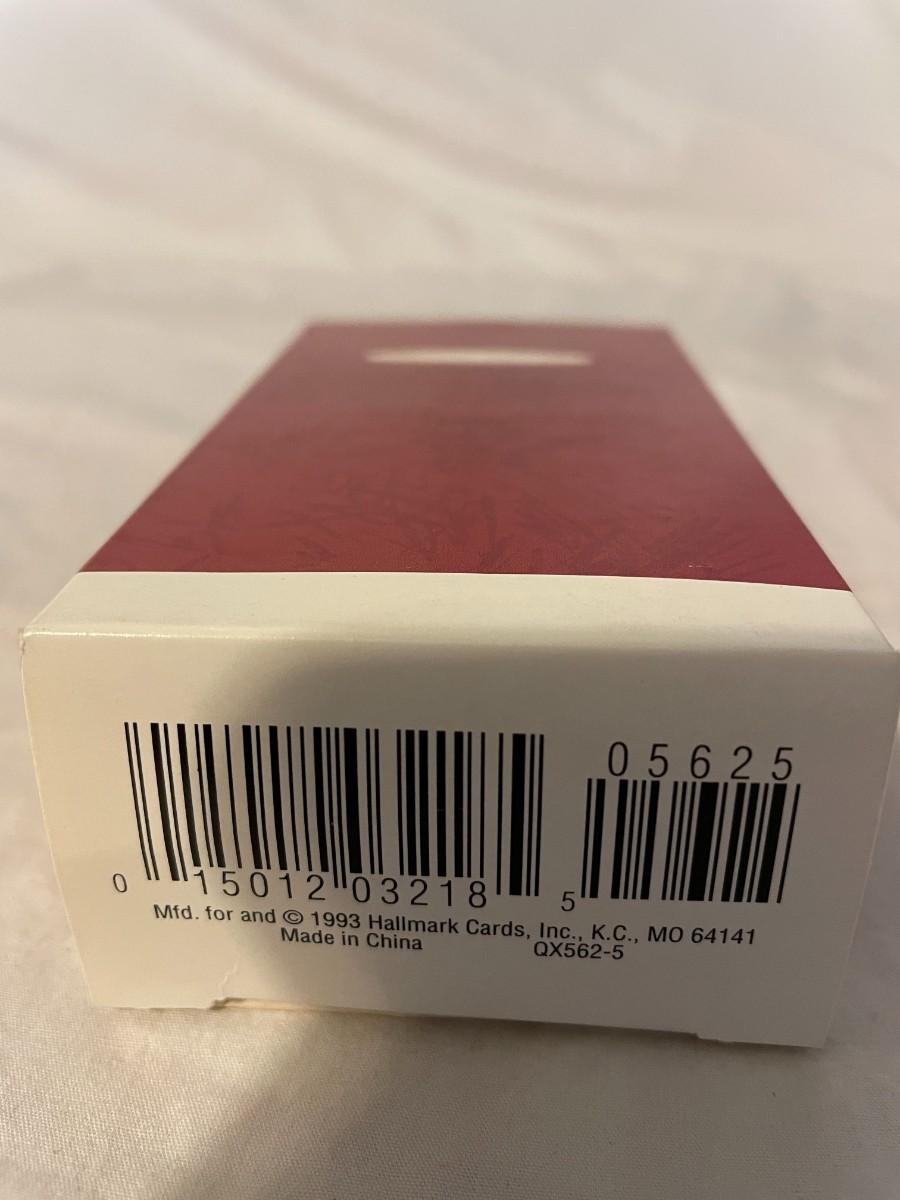 05625
0 15012 03218 5
Mfd. for and © 1993 Hallmark Cards, Inc., K.C., MO 64141
Made in China QX562-5